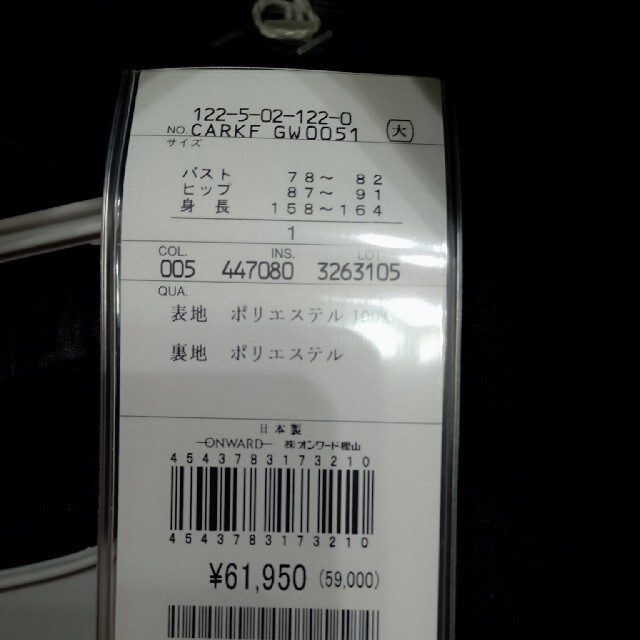 122-5-02-122-0
NO. CARKF GW0051 大
サイズ
バスト 78～ 82
ヒップ 87～ 91
身長 158～164
1
COL. INS. LOT.
005 447080 3263105
QUA.
表地 ポリエステル 100%
裏地 ポリエステル
日本製
ONWARD ㈱オンワード樫山
4543783173210
4543783173210
¥61,950 (59,000)